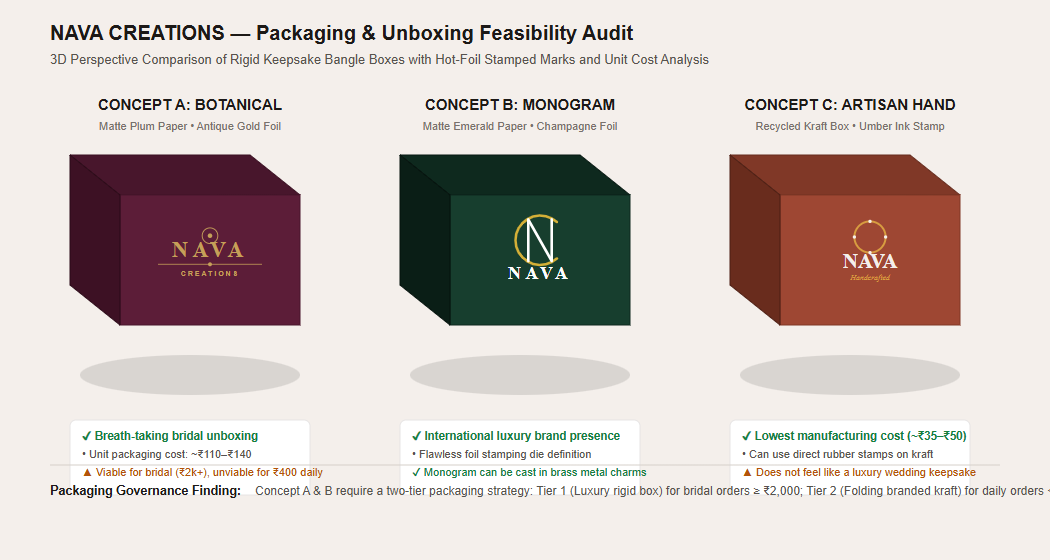 NAVA CREATIONS — Packaging & Unboxing Feasibility Audit
3D Perspective Comparison of Rigid Keepsake Bangle Boxes with Hot-Foil Stamped Marks and Unit Cost Analysis
CONCEPT A: BOTANICAL
Matte Plum Paper • Antique Gold Foil
NAVA
CREATIONS
✓ Breath-taking bridal unboxing
• Unit packaging cost: ~₹110–₹140
▲ Viable for bridal (₹2k+), unviable for ₹400 daily
CONCEPT B: MONOGRAM
Matte Emerald Paper • Champagne Foil
N
NAVA
✓ International luxury brand presence
• Flawless foil stamping die definition
✓ Monogram can be cast in brass metal charms
CONCEPT C: ARTISAN HAND
Recycled Kraft Box • Umber Ink Stamp
NAVA
Handcrafted
✓ Lowest manufacturing cost (~₹35–₹50)
• Can use direct rubber stamps on kraft
▲ Does not feel like a luxury wedding keepsake
Packaging Governance Finding: Concept A & B require a two-tier packaging strategy: Tier 1 (Luxury rigid box) for bridal orders ≥ ₹2,000; Tier 2 (Folding branded kraft) for daily orders